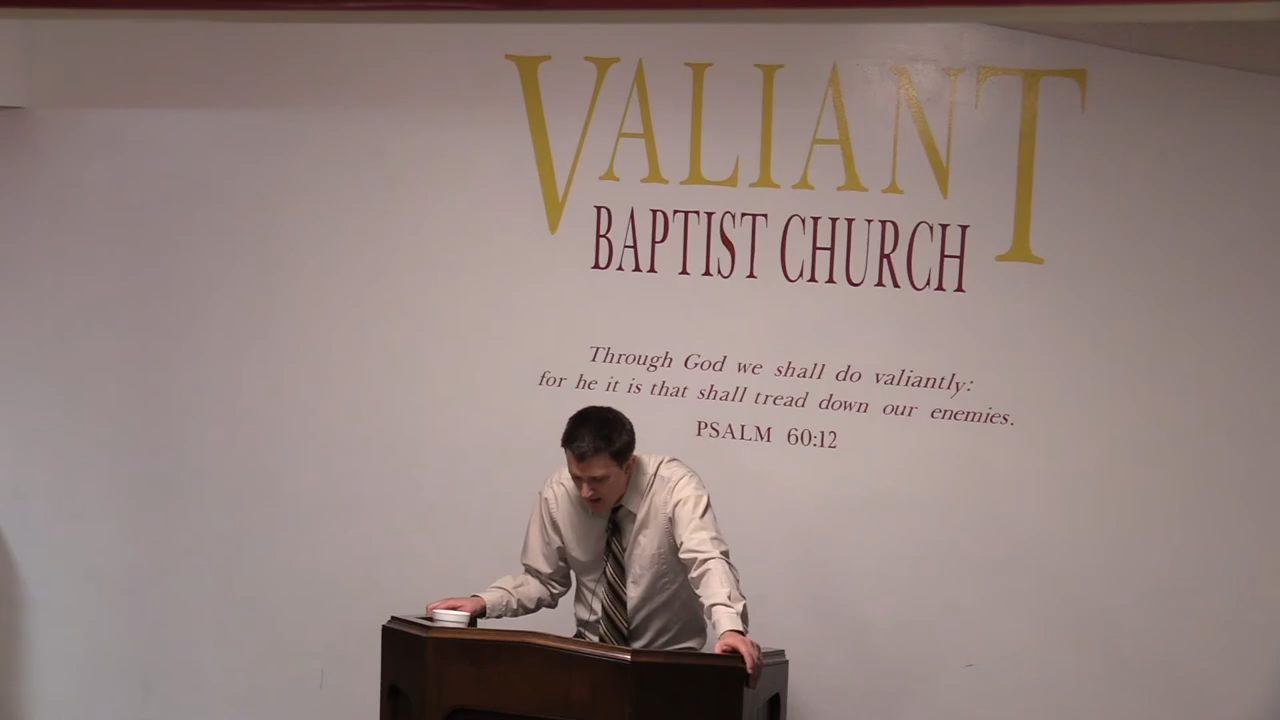 VALIANT
BAPTIST CHURCH
Through God we shall do valiantly:
for he it is that shall tread down our enemies.
PSALM 60:12